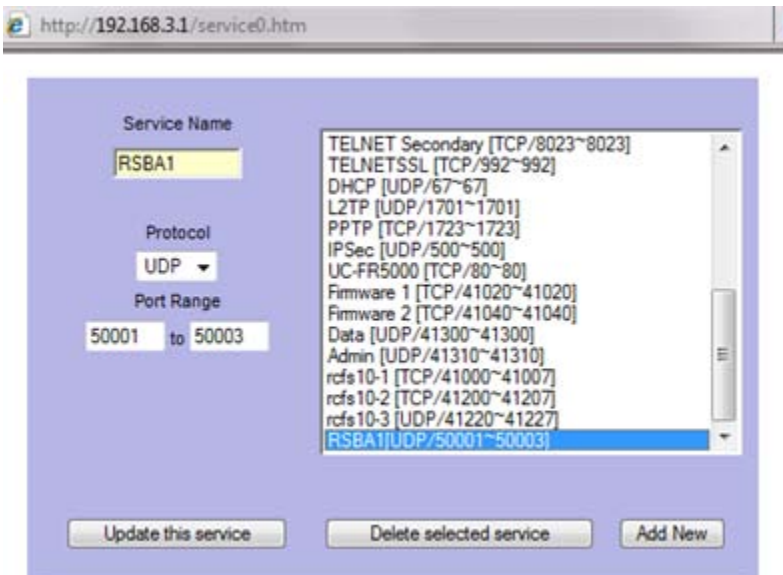 http://192.168.3.1/service0.htm
Service Name
RSBA1
Protocol
UDP
Port Range
50001 to 50003
TELNET Secondary [TCP/8023~8023]
TELNETSSL [TCP/992~992]
DHCP [UDP/67~67]
L2TP [UDP/1701~1701]
PPTP [TCP/1723~1723]
IPSec [UDP/500~500]
UC-FR5000 [TCP/80~80]
Firmware 1 [TCP/41020~41020]
Firmware 2 [TCP/41040~41040]
Data [UDP/41300~41300]
Admin [UDP/41310~41310]
rcfs10-1 [TCP/41000~41007]
rcfs10-2 [TCP/41200~41207]
rcfs10-3 [UDP/41220~41227]
RSBA1[UDP/50001~50003]
Update this service
Delete selected service
Add New